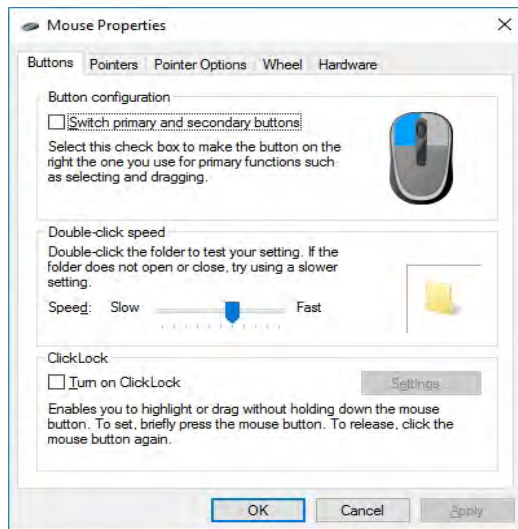 Mouse Properties
Buttons Pointers Pointer Options Wheel Hardware
Button configuration
Switch primary and secondary buttons
Select this check box to make the button on the
right the one you use for primary functions such
as selecting and dragging.
Double-click speed
Double-click the folder to test your setting. If the
folder does not open or close, try using a slower
setting.
Speed: Slow Fast
ClickLock
Turn on ClickLock Settings...
Enables you to highlight or drag without holding down the mouse
button. To set, briefly press the mouse button. To release, click the
mouse button again.
OK Cancel Apply